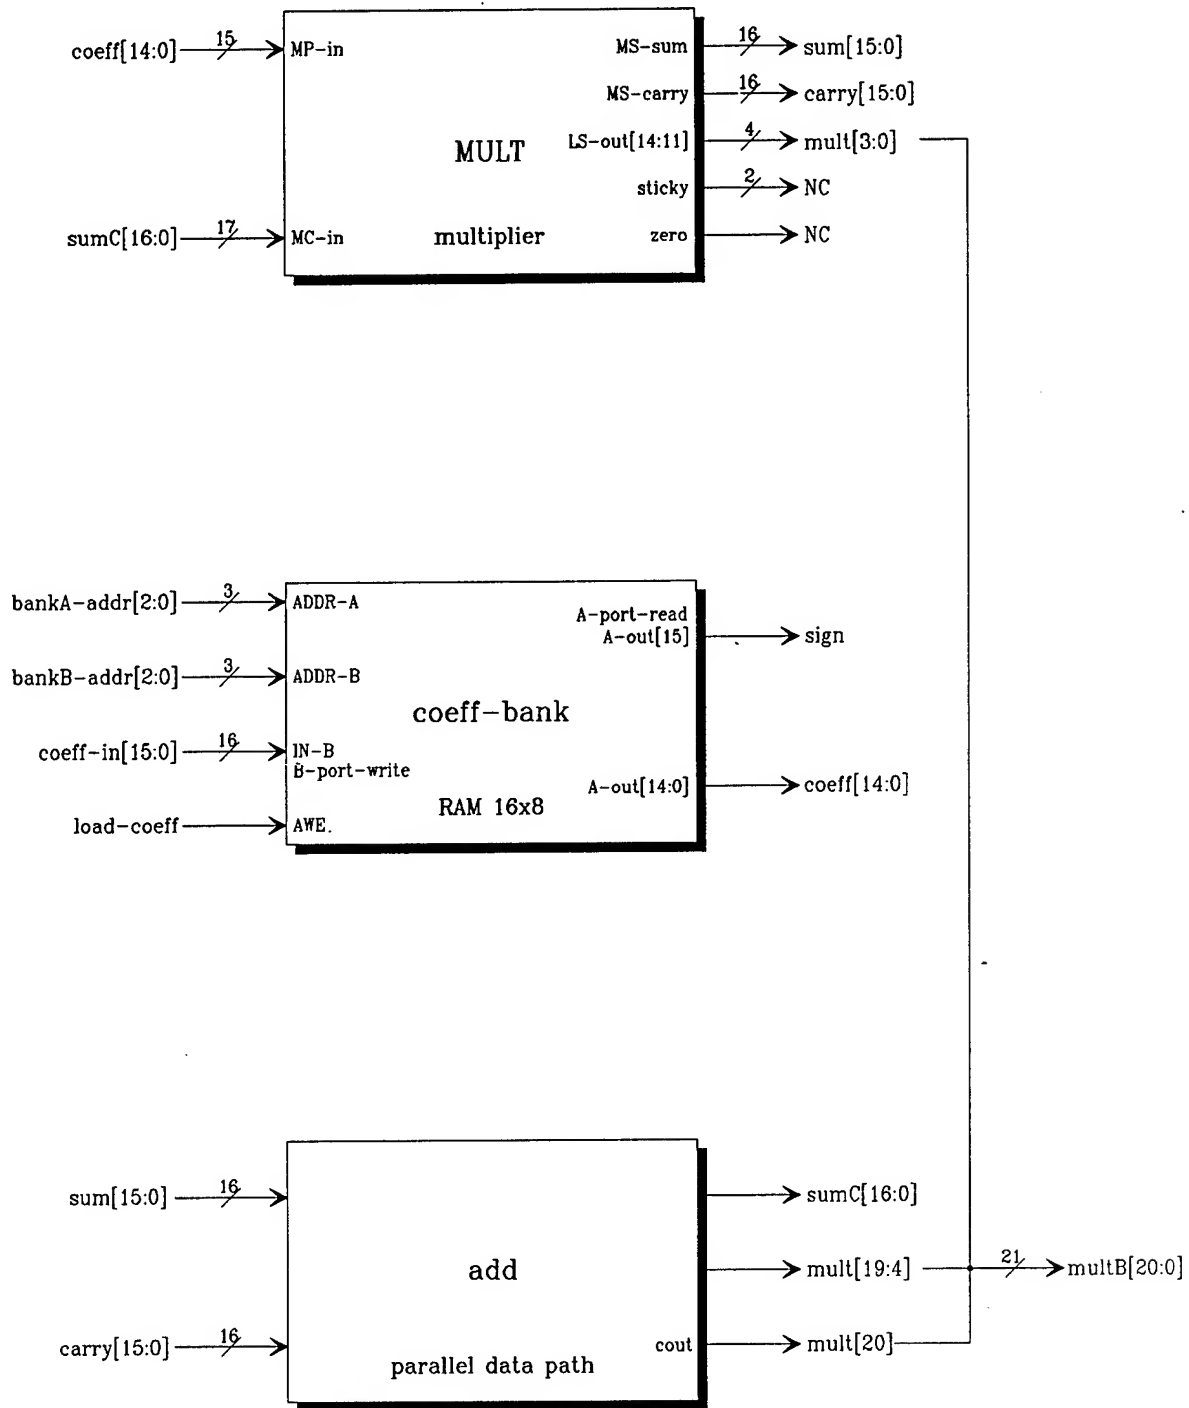 coeff[14:0]
15
MP-in
MS-sum
16
sum[15:0]
MS-carry
16
carry[15:0]
MULT
LS-out[14:11]
4
mult[3:0]
sticky
2
NC
sumC[16:0]
17
MC-in
multiplier
zero
NC
bankA-addr[2:0]
3
ADDR-A
A-port-read
A-out[15]
sign
bankB-addr[2:0]
3
ADDR-B
coeff-bank
coeff-in[15:0]
16
IN-B
B-port-write
A-out[14:0]
coeff[14:0]
RAM 16x8
load-coeff
AWE.
sum[15:0]
16
sumC[16:0]
add
mult[19:4]
21
multB[20:0]
carry[15:0]
16
cout
mult[20]
parallel data path